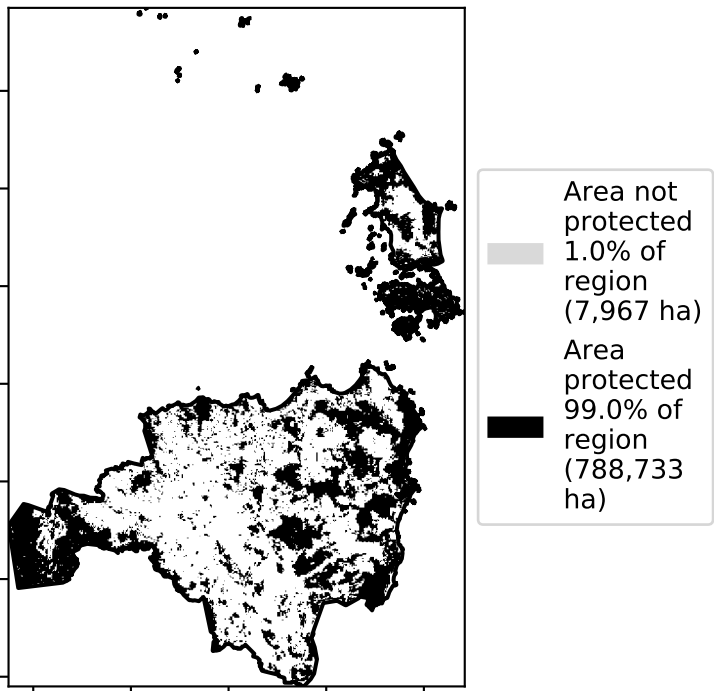 Area not
protected
1.0% of
region
(7,967 ha)
Area
protected
99.0% of
region
(788,733
ha)